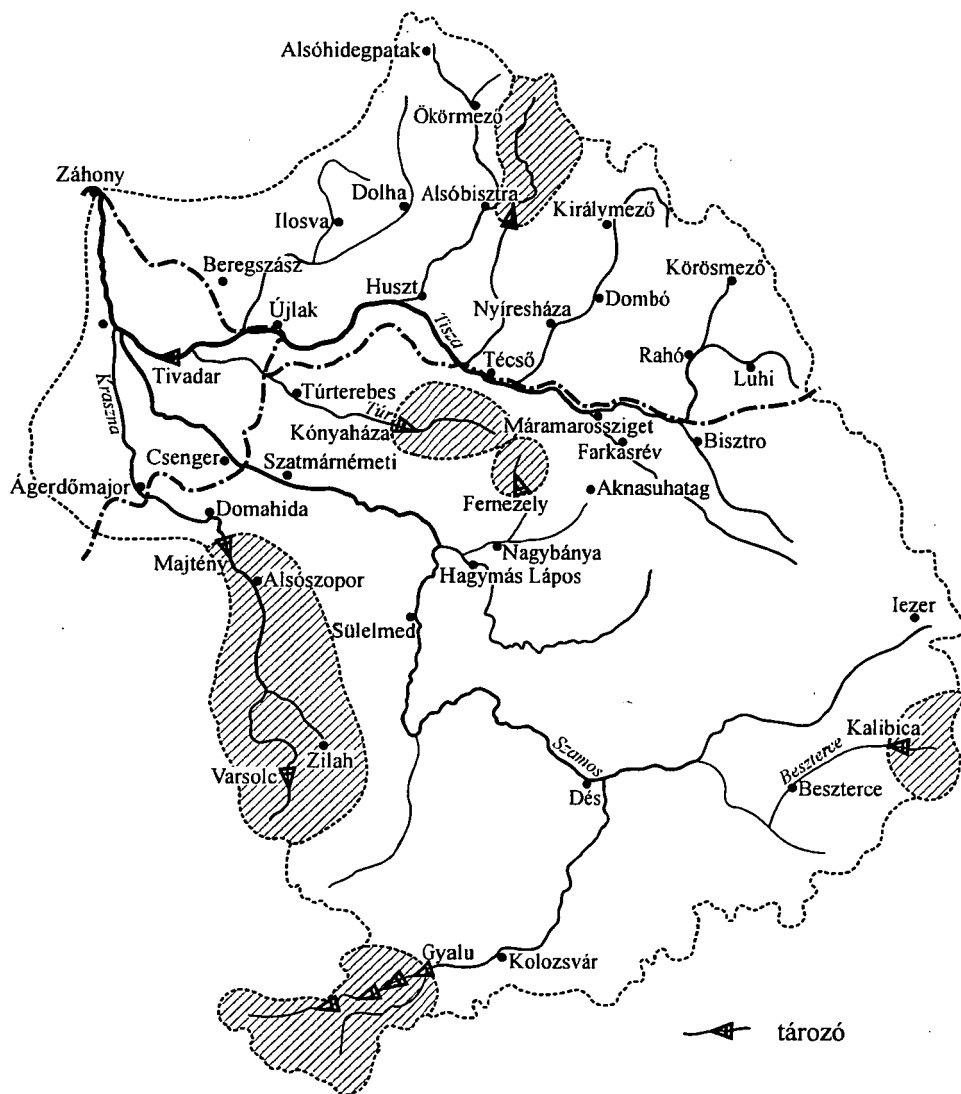 Alsóhidegpatak
Ökörmező
Záhony
Dolha
Alsóbisztra
Ilosva
Királymező
Beregszász
Huszt
Körösmező
Újlak
Nyíresháza
Dombó
Tisza
Técső
Rahó
Luhi
Tivadar
Kraszna
Túrterebes
Túr
Kónyaháza
Máramarossziget
Farkasrév
Bisztro
Csenger
Szatmárnémeti
Ágerdőmajor
Aknasuhatag
Fernezely
Domahida
Nagybánya
Majtény
Hagymás Lápos
Alsószopor
Iezer
Sülelmed
Kalibica
Szamos
Beszterce
Varsolc
Zilah
Dés
Beszterce
Gyalu
Kolozsvár
tározó